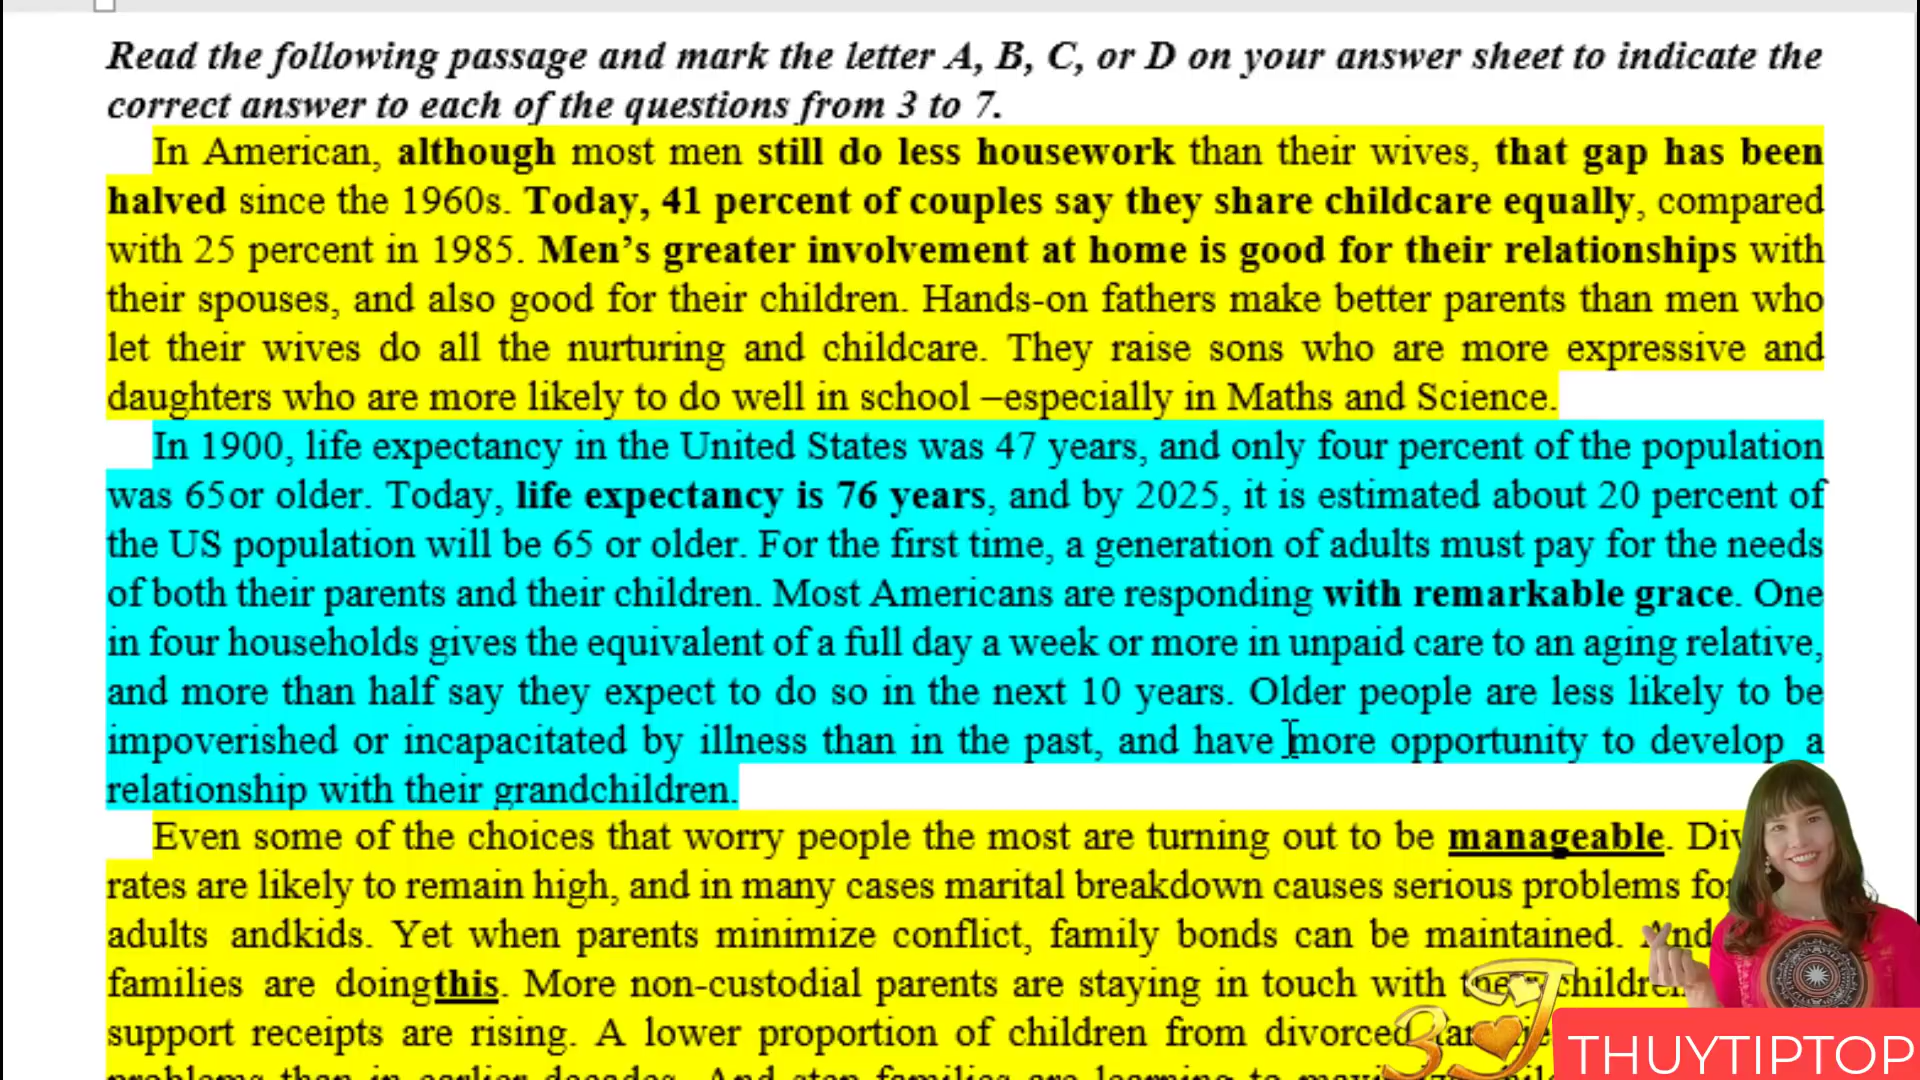 Read the following passage and mark the letter A, B, C, or D on your answer sheet to indicate the
correct answer to each of the questions from 3 to 7.
In American, although most men still do less housework than their wives, that gap has been
halved since the 1960s. Today, 41 percent of couples say they share childcare equally, compared
with 25 percent in 1985. Men's greater involvement at home is good for their relationships with
their spouses, and also good for their children. Hands-on fathers make better parents than men who
let their wives do all the nurturing and childcare. They raise sons who are more expressive and
daughters who are more likely to do well in school –especially in Maths and Science.
In 1900, life expectancy in the United States was 47 years, and only four percent of the population
was 65or older. Today, life expectancy is 76 years, and by 2025, it is estimated about 20 percent of
the US population will be 65 or older. For the first time, a generation of adults must pay for the needs
of both their parents and their children. Most Americans are responding with remarkable grace. One
in four households gives the equivalent of a full day a week or more in unpaid care to an aging relative,
and more than half say they expect to do so in the next 10 years. Older people are less likely to be
impoverished or incapacitated by illness than in the past, and have more opportunity to develop a
relationship with their grandchildren.
Even some of the choices that worry people the most are turning out to be manageable.
rates are likely to remain high, and in many cases marital breakdown causes serious problems for
adults andkids. Yet when parents minimize conflict, family bonds can be maintained. And
families are doingthis. More non-custodial parents are staying in touch with their children
support receipts are rising. A lower proportion of children from divorced
problems than in earlier decades. And step families are learning to
3J
THUYTIPTOP